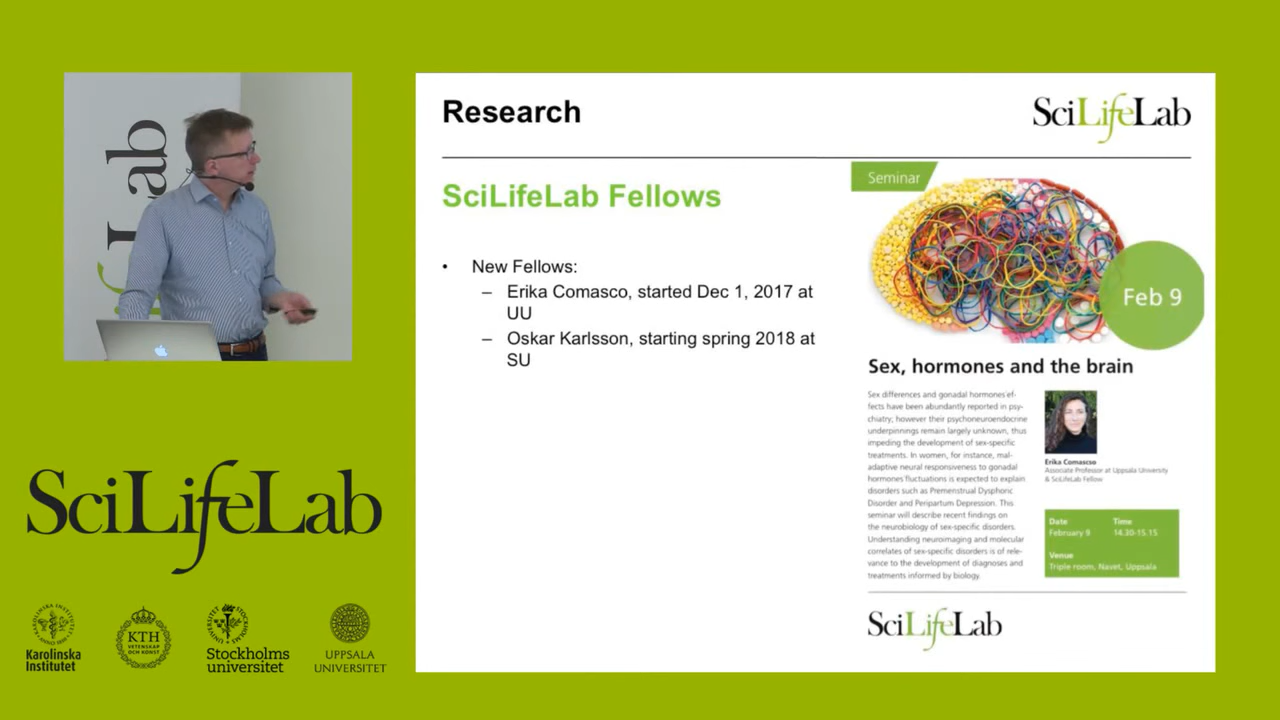 Lab
Research
SciLifeLab
SciLifeLab Fellows
• New Fellows:
– Erika Comasco, started Dec 1, 2017 at
UU
– Oskar Karlsson, starting spring 2018 at
SU
Seminar
Feb 9
Sex, hormones and the brain
Sex differences and gonadal hormones'ef-
fects have been abundantly reported in psy-
chiatry; however their psychoneuroendocrine
underpinnings remain largely unknown, thus
impeding the development of sex-specific
treatments. In women, for instance, mal-
adaptive neural responsiveness to gonadal
hormones'fluctuations is expected to explain
disorders such as Premenstrual Dysphoric
Disorder and Peripartum Depression. This
seminar will describe recent findings on
the neurobiology of sex-specific disorders.
Understanding neuroimaging and molecular
correlates of sex-specific disorders is of rele-
vance to the development of diagnoses and
treatments informed by biology.
Erika Comascso
Associate Professor at Uppsala University
& SciLifeLab Fellow
Date Time
February 9 14.30-15.15
Venue
Triple room, Navet, Uppsala
SciLifeLab
SciLifeLab
Karolinska
Institutet
KTH
VETENSKAP
OCH KONST
Stockholms
universitet
UPPSALA
UNIVERSITET